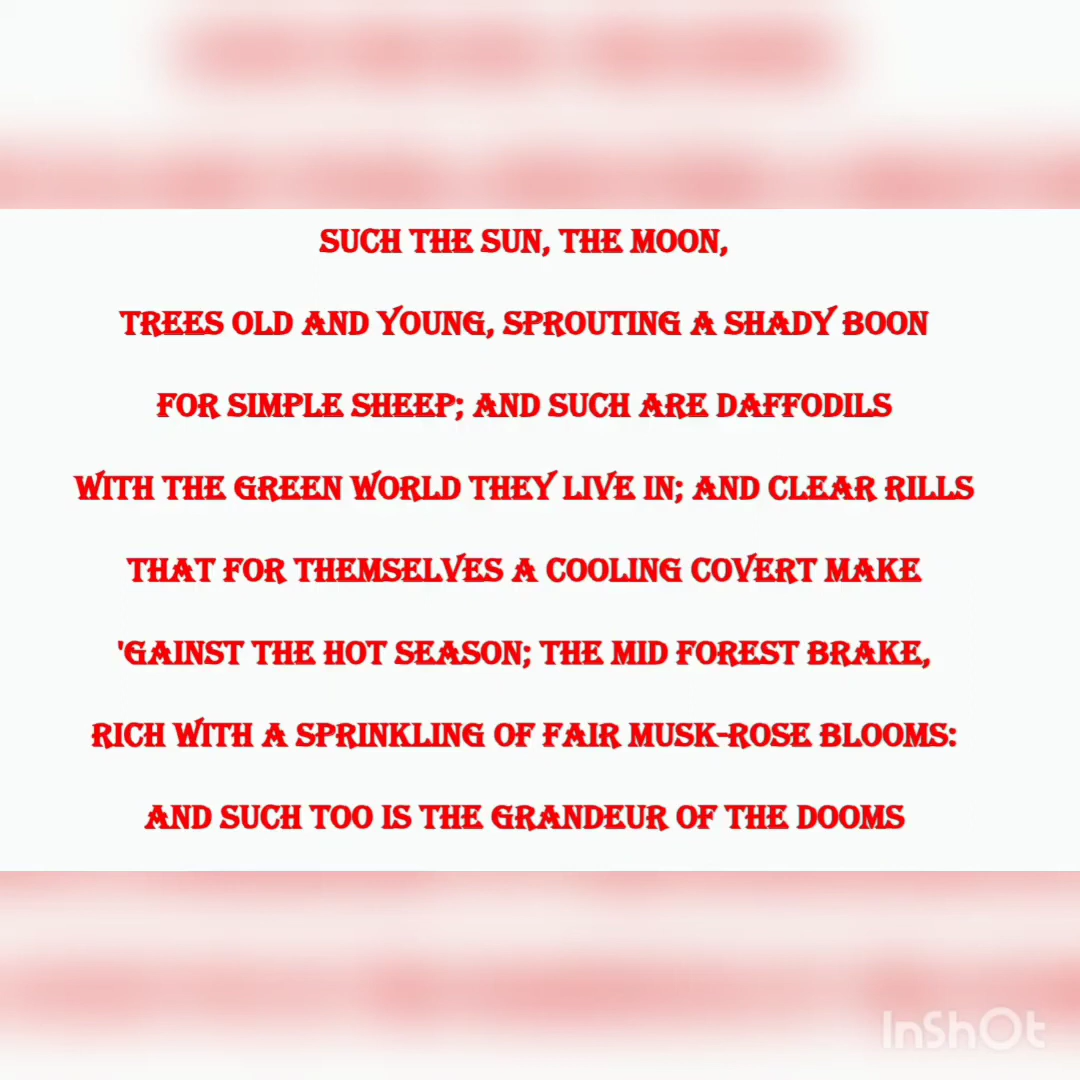 SUCH THE SUN, THE MOON,
TREES OLD AND YOUNG, SPROUTING A SHADY BOON
FOR SIMPLE SHEEP; AND SUCH ARE DAFFODILS
WITH THE GREEN WORLD THEY LIVE IN; AND CLEAR RILLS
THAT FOR THEMSELVES A COOLING COVERT MAKE
'GAINST THE HOT SEASON; THE MID FOREST BRAKE,
RICH WITH A SPRINKLING OF FAIR MUSK-ROSE BLOOMS:
AND SUCH TOO IS THE GRANDEUR OF THE DOOMS
InShOt